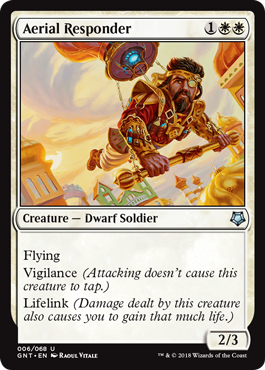 Aerial Responder 1
Creature — Dwarf Soldier
Flying
Vigilance (Attacking doesn't cause this
creature to tap.)
Lifelink (Damage dealt by this creature
also causes you to gain that much life.)
2/3
006/068 U
GNT • EN Raoul Vitale
™ & © 2018 Wizards of the Coast